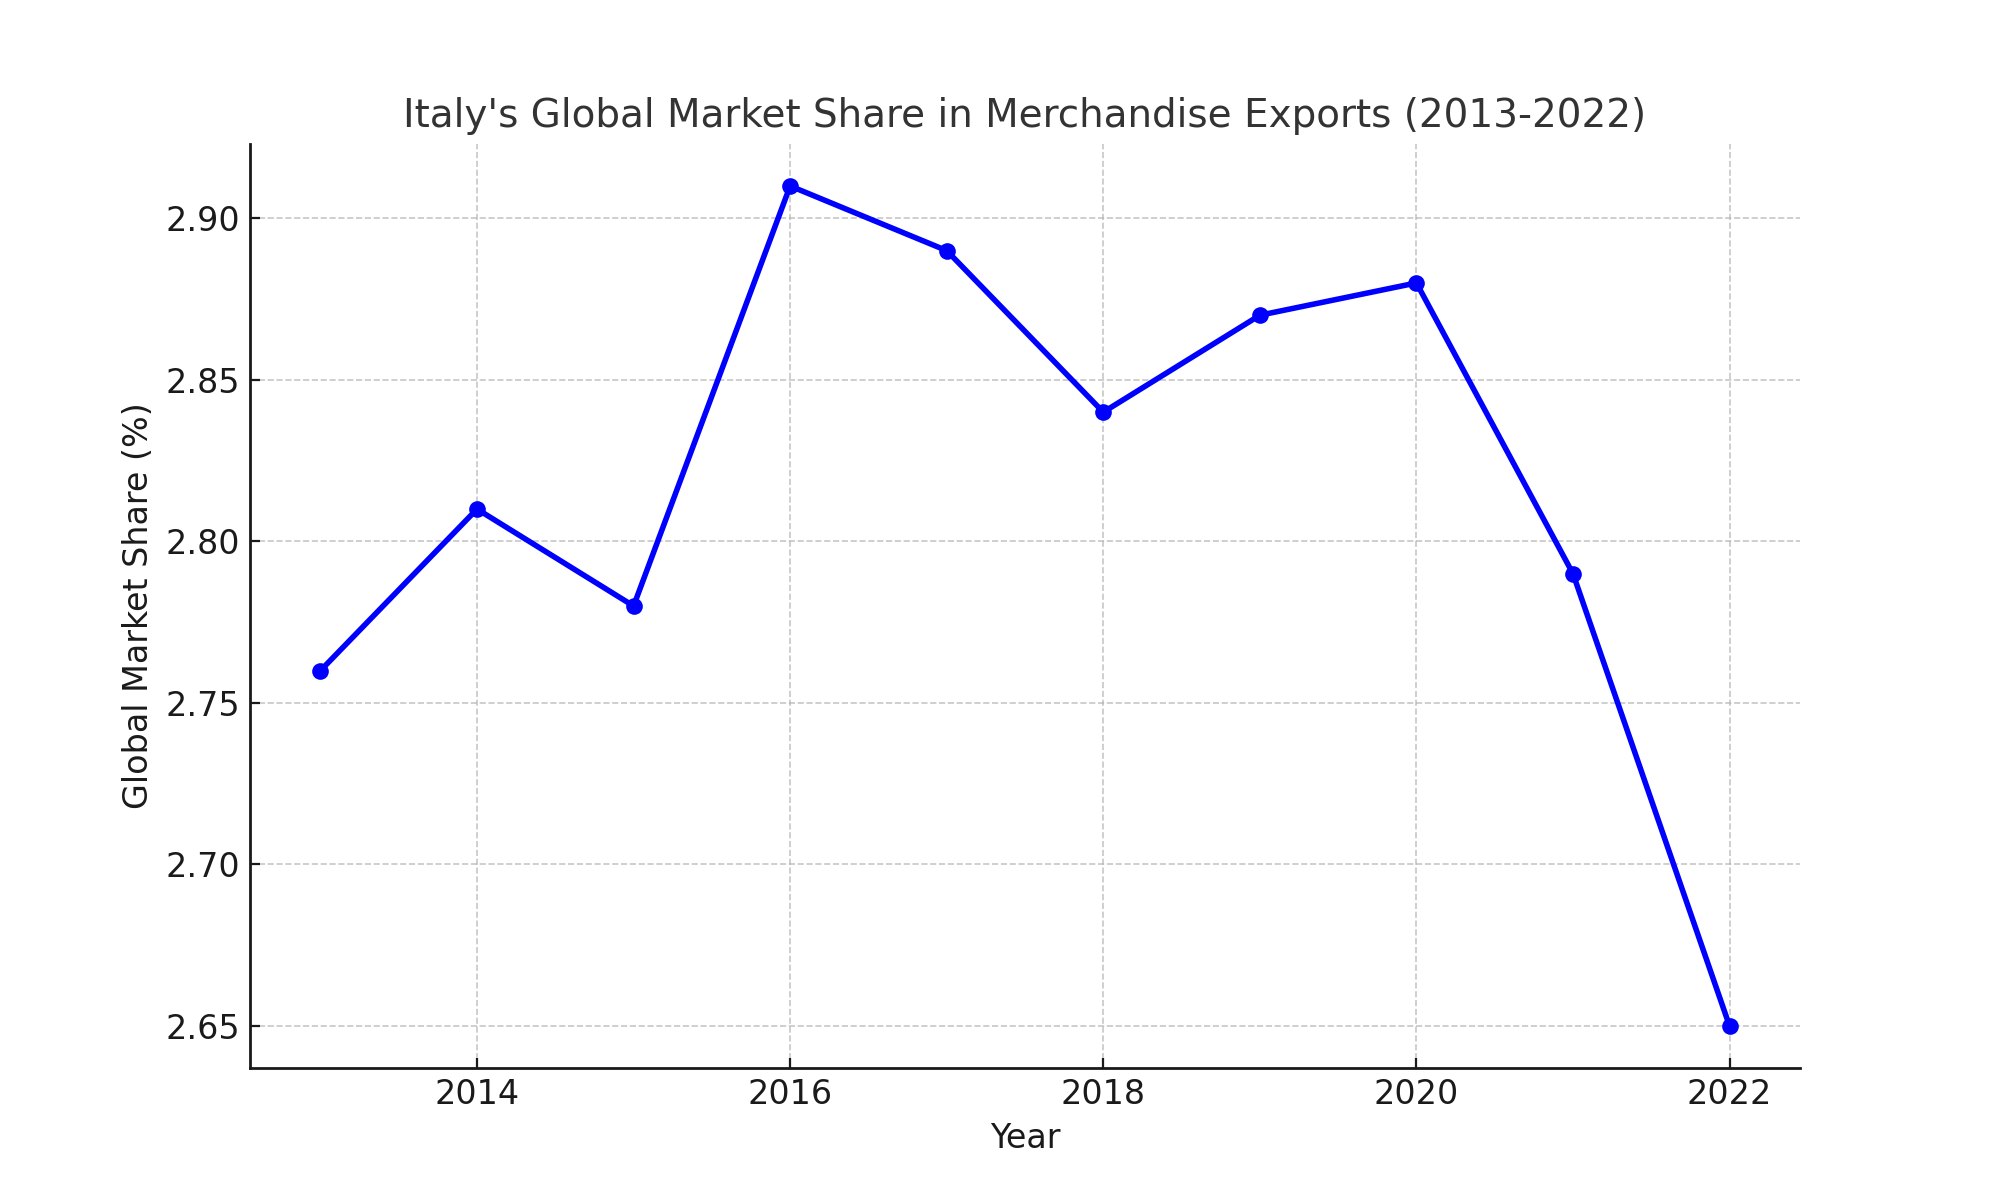 Italy's Global Market Share in Merchandise Exports (2013-2022)
Global Market Share (%)
2.90
2.85
2.80
2.75
2.70
2.65
2014 2016 2018 2020 2022
Year